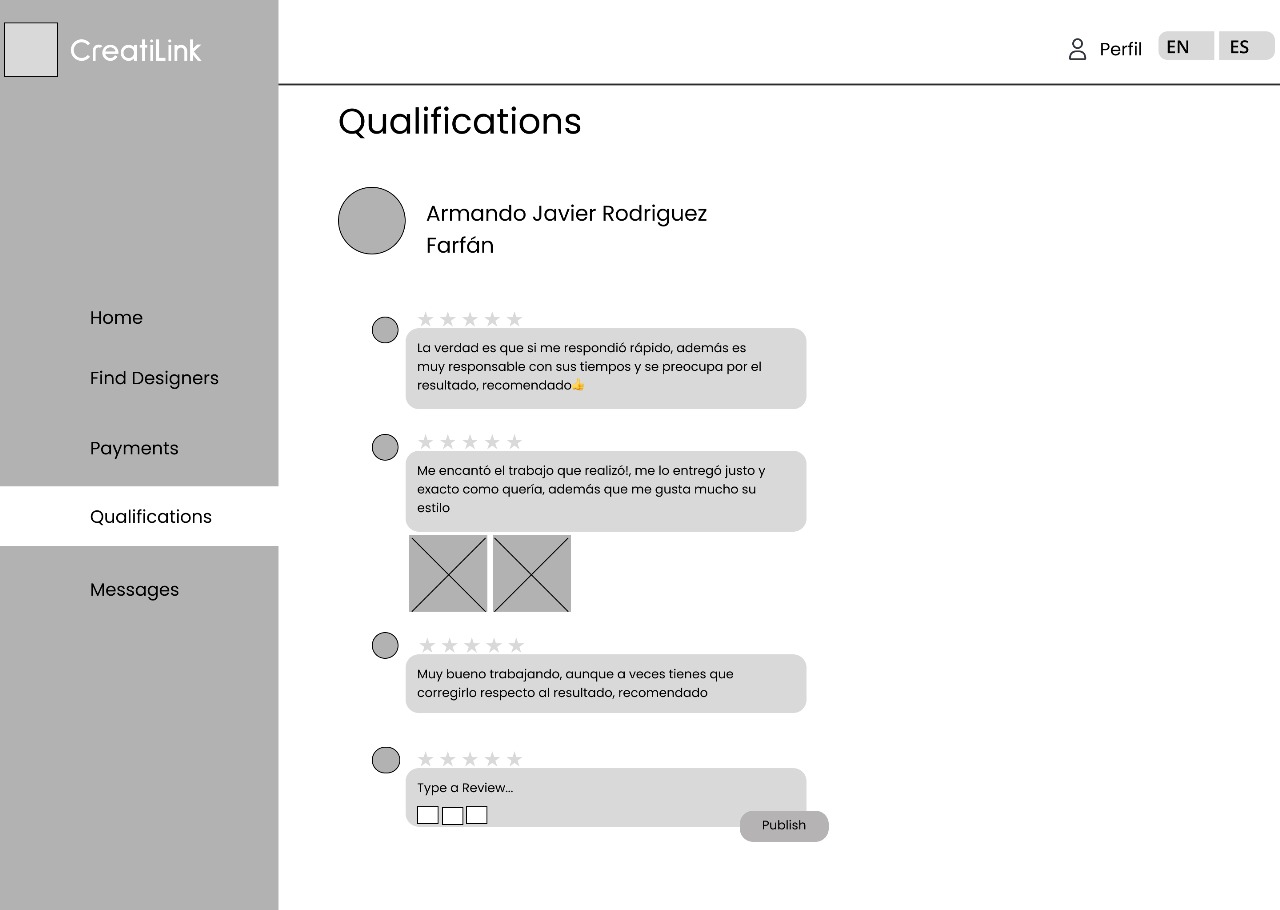 CreatiLink
Perfil
EN
ES
Qualifications
Armando Javier Rodriguez
Farfán
Home
Find Designers
Payments
Qualifications
Messages
La verdad es que si me respondió rápido, además es
muy responsable con sus tiempos y se preocupa por el
resultado, recomendado👍
Me encantó el trabajo que realizó!, me lo entregó justo y
exacto como quería, además que me gusta mucho su
estilo
Muy bueno trabajando, aunque a veces tienes que
corregirlo respecto al resultado, recomendado
Type a Review...
Publish